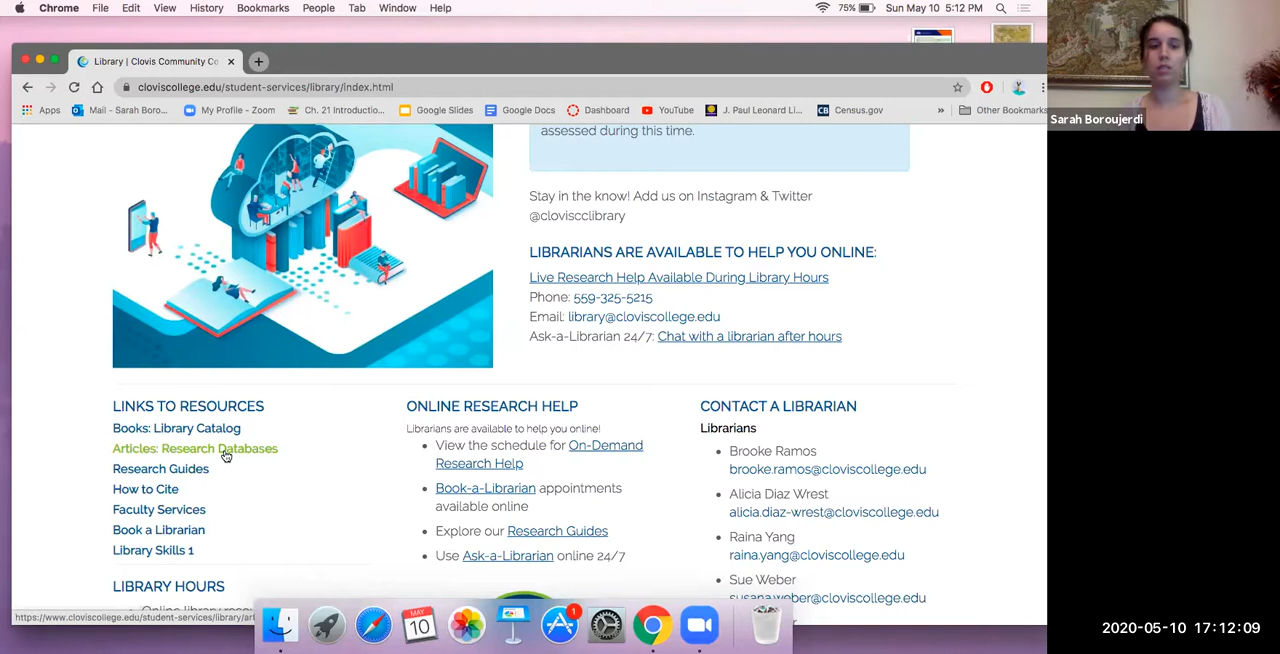 Chrome File Edit View History Bookmarks People Tab Window Help 75% Sun May 10 5:12 PM
Library | Clovis Community Co
cloviscollege.edu/student-services/library/index.html
Apps Mail - Sarah Boro... My Profile - Zoom Ch. 21 Introductio... Google Slides Google Docs Dashboard YouTube J. Paul Leonard Li... Census.gov » Other Bookmarks
Sarah Boroujerdi
assessed during this time.
Stay in the know! Add us on Instagram & Twitter
@cloviscclibrary
LIBRARIANS ARE AVAILABLE TO HELP YOU ONLINE:
Live Research Help Available During Library Hours
Phone: 559-325-5215
Email: library@cloviscollege.edu
Ask-a-Librarian 24/7: Chat with a librarian after hours
LINKS TO RESOURCES
Books: Library Catalog
Articles: Research Databases
Research Guides
How to Cite
Faculty Services
Book a Librarian
Library Skills 1
LIBRARY HOURS
Online library reso
ONLINE RESEARCH HELP
Librarians are available to help you online!
• View the schedule for On-Demand
Research Help
• Book-a-Librarian appointments
available online
• Explore our Research Guides
• Use Ask-a-Librarian online 24/7
CONTACT A LIBRARIAN
Librarians
• Brooke Ramos
brooke.ramos@cloviscollege.edu
• Alicia Diaz Wrest
alicia.diaz-wrest@cloviscollege.edu
• Raina Yang
raina.yang@cloviscollege.edu
• Sue Weber
susana.weber@cloviscollege.edu
https://www.cloviscollege.edu/student-services/library/art
MAY
10
1
2020-05-10 17:12:09